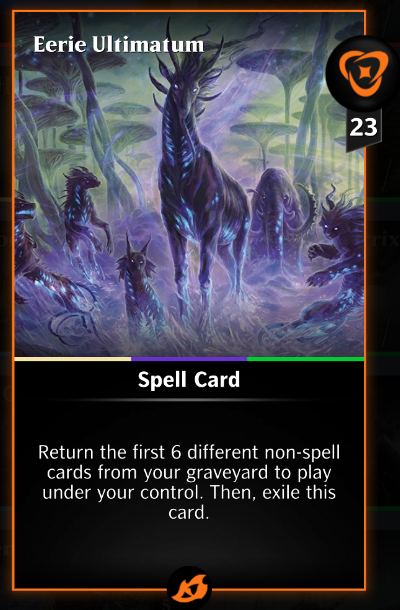 Eerie Ultimatum
23
Spell Card
Return the first 6 different non-spell
cards from your graveyard to play
under your control. Then, exile this
card.